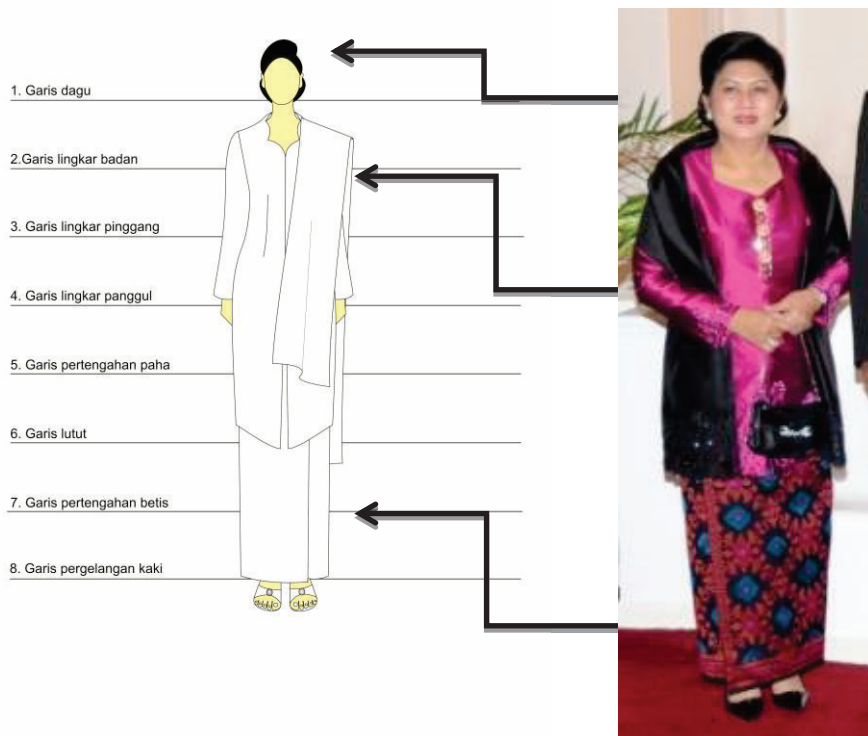 1. Garis dagu
2.Garis lingkar badan
3. Garis lingkar pinggang
4. Garis lingkar panggul
5. Garis pertengahan paha
6. Garis lutut
7. Garis pertengahan betis
8. Garis pergelangan kaki